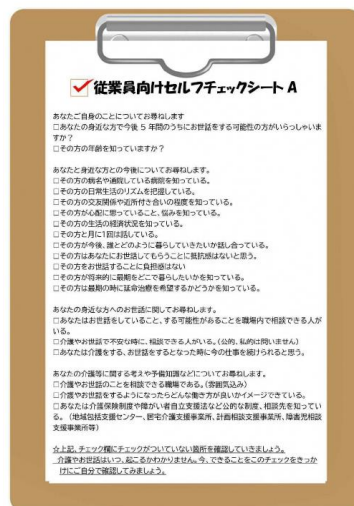 従業員向けセルフチェックシート A
あなたご自身のことについてお尋ねします
□あなたの身近な方で今後 5 年間のうちにお世話をする可能性の方がいらっしゃいま
すか？
□その方の年齢を知っていますか？
あなたと身近な方との今後についてお尋ねします。
□その方の病名や通院している病院を知っている。
□その方の日常生活のリズムを把握している。
□その方の交友関係や近所付き合いの程度を知っている。
□その方が心配に思っていること、悩みを知っている。
□その方の生活の経済状況を知っている。
□その方と月に1回は話している。
□その方が今後、誰とどのように暮らしていきたいか話し合っている。
□その方はあなたにお世話してもらうことに抵抗感はないと思う。
□その方をお世話することに負担感はない
□その方が将来的に最期をどこで暮らしたいかを知っている。
□その方は最期の時に延命治療を希望するかどうかを知っている。
あなたの身近な方へのお世話に関してお尋ねします。
□あなたはお世話をしていること、する可能性があることを職場内で相談できる人が
いる。
□介護やお世話で不安な時に、相談できる人がいる。（公的、私的は問いません）
□あなたは介護する、お世話をするとなった時に今の仕事を続けられると思う。
あなたの介護等に関する考えや予備知識などについてお尋ねします。
□介護やお世話のことを相談できる職場である。（雰囲気込み）
□介護やお世話をするようになったらどんな働き方が良いかイメージできている。
□あなたは介護保険制度や障がい者自立支援法など公的な制度、相談先を知ってい
る。（地域包括支援センター、居宅介護支援事業所、計画相談支援事業所、障害児相談
支援事業所等）
☆上記、チェック欄にチェックがついていない箇所を確認していきましょう。
介護やお世話はいつ、起こるかわかりません。今、できることをこのチェックをきっか
けにご自分で確認してみましょう。